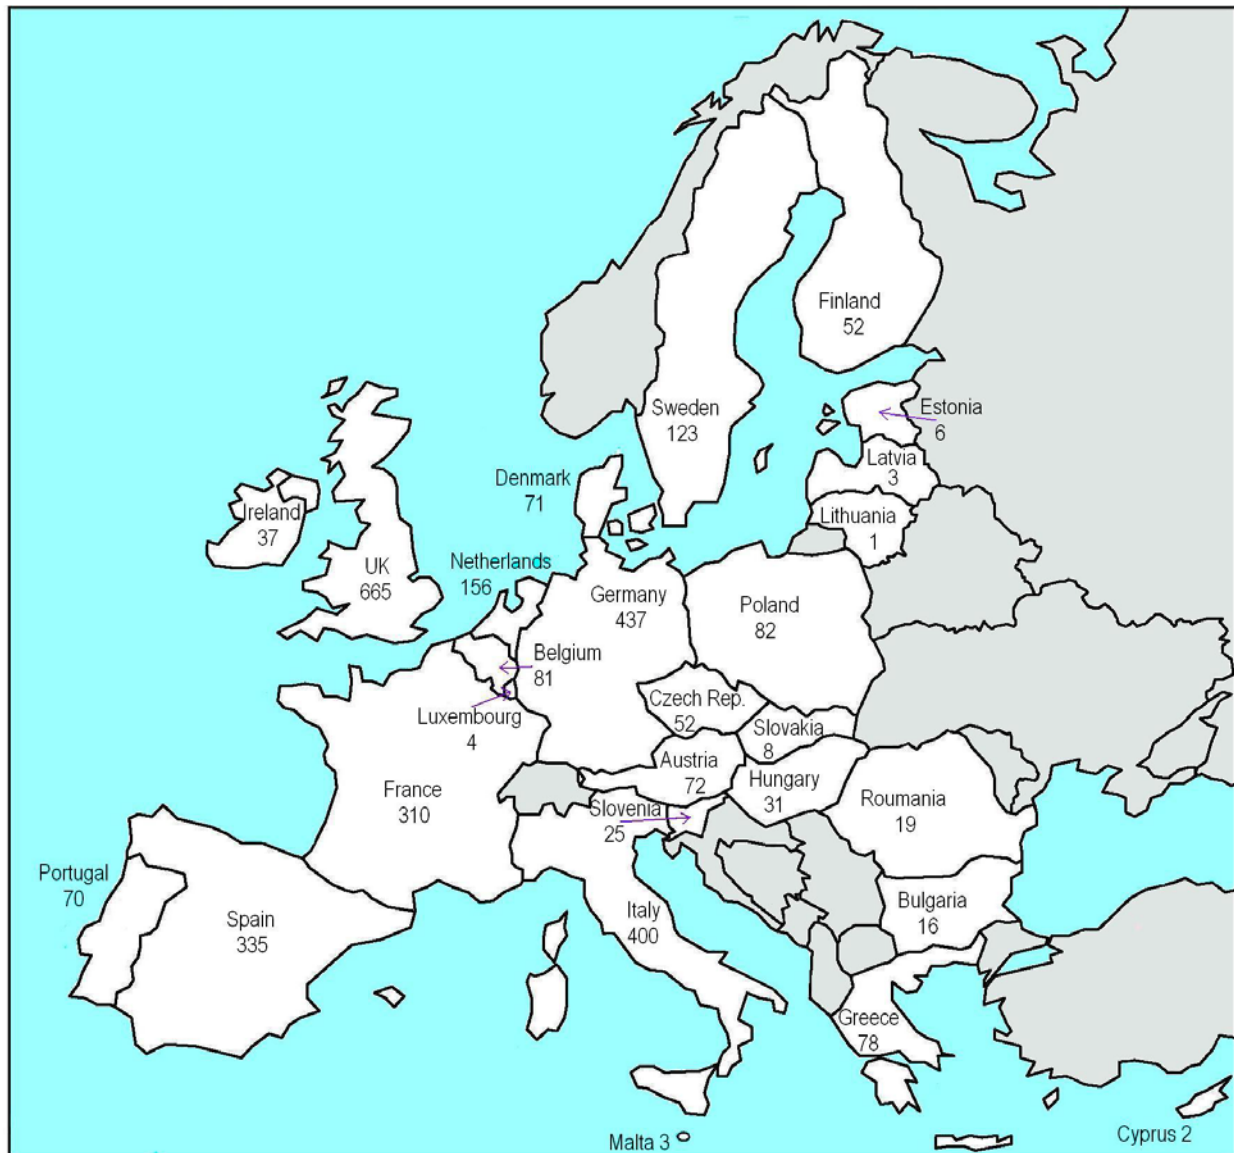 Finland
52
Sweden
123
Estonia
6
Latvia
3
Lithuania
1
Denmark
71
Ireland
37
UK
665
Netherlands
156
Germany
437
Poland
82
Belgium
81
Luxembourg
4
Czech Rep.
52
Slovakia
8
Austria
72
Hungary
31
France
310
Slovenia
25
Roumania
19
Portugal
70
Spain
335
Italy
400
Bulgaria
16
Greece
78
Malta 3
Cyprus 2